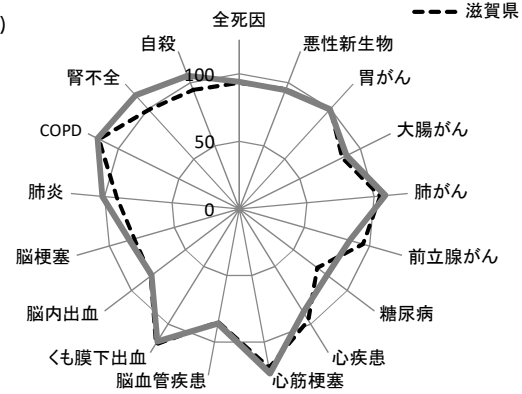 )
滋賀県
全死因
悪性新生物
胃がん
大腸がん
肺がん
前立腺がん
糖尿病
心疾患
心筋梗塞
脳血管疾患
くも膜下出血
脳内出血
脳梗塞
肺炎
COPD
腎不全
自殺
100
50
0